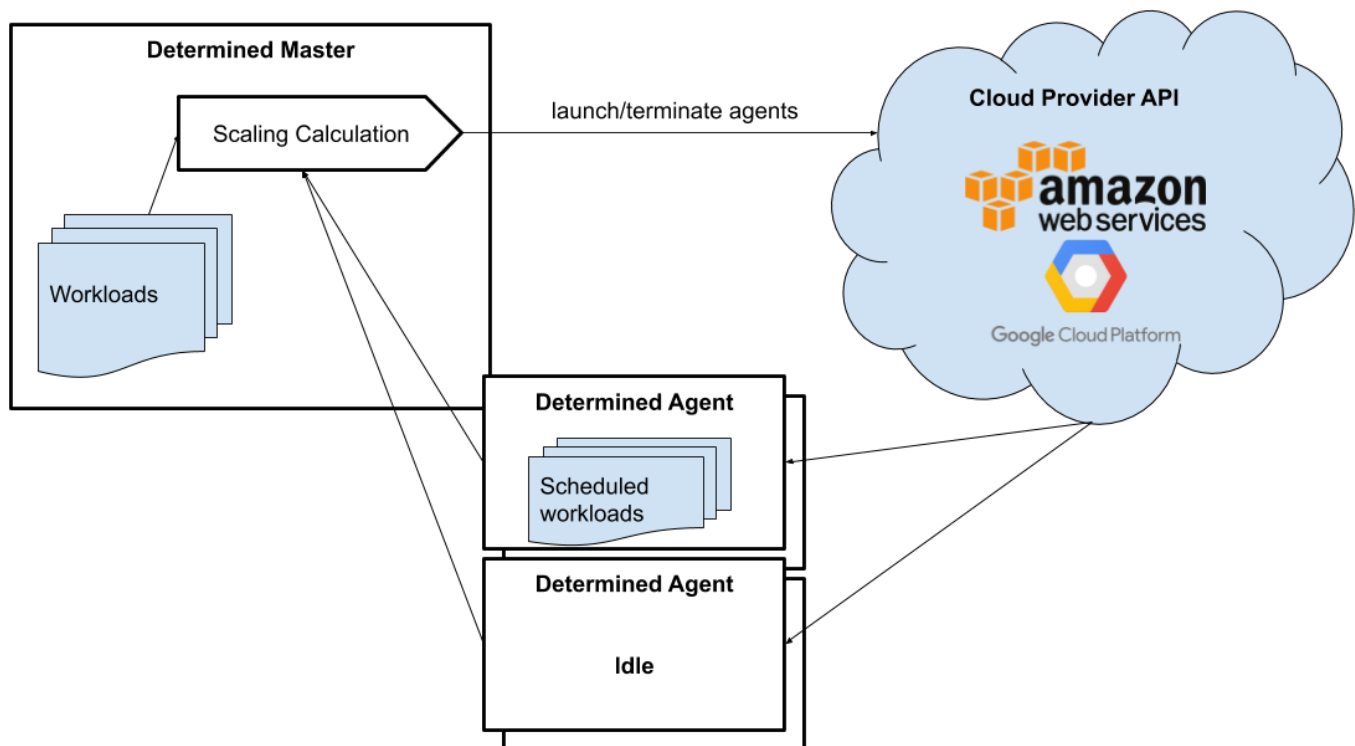 Determined Master
Scaling Calculation
launch/terminate agents
Cloud Provider API
amazon
web services
Google Cloud Platform
Workloads
Determined Agent
Scheduled
workloads
Determined Agent
Idle